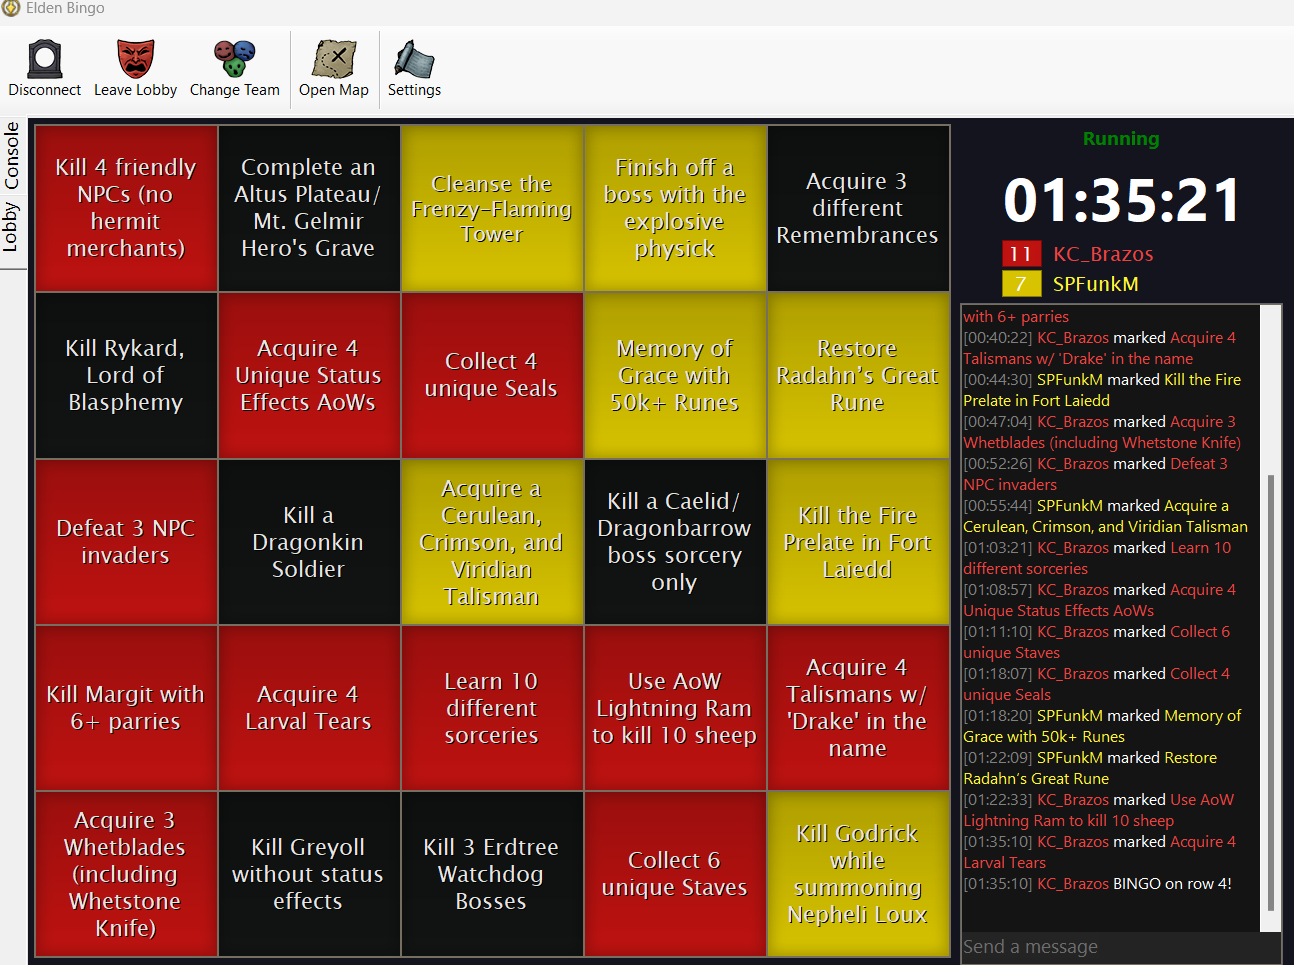 Elden Bingo
Disconnect
Leave Lobby
Change Team
Open Map
Settings
Console
Lobby
Kill 4 friendly
NPCs (no
hermit
merchants)
Complete an
Altus Plateau/
Mt. Gelmir
Hero's Grave
Cleanse the
Frenzy-Flaming
Tower
Finish off a
boss with the
explosive
physick
Acquire 3
different
Remembrances
Kill Rykard,
Lord of
Blasphemy
Acquire 4
Unique Status
Effects AoWs
Collect 4
unique Seals
Memory of
Grace with
50k+ Runes
Restore
Radahn’s Great
Rune
Defeat 3 NPC
invaders
Kill a
Dragonkin
Soldier
Acquire a
Cerulean,
Crimson, and
Viridian
Talisman
Kill a Caelid/
Dragonbarrow
boss sorcery
only
Kill the Fire
Prelate in Fort
Laiedd
Kill Margit with
6+ parries
Acquire 4
Larval Tears
Learn 10
different
sorceries
Use AoW
Lightning Ram
to kill 10 sheep
Acquire 4
Talismans w/
'Drake' in the
name
Acquire 3
Whetblades
(including
Whetstone
Knife)
Kill Greyoll
without status
effects
Kill 3 Erdtree
Watchdog
Bosses
Collect 6
unique Staves
Kill Godrick
while
summoning
Nepheli Loux
Running
01:35:21
11 KC_Brazos
7 SPFunkM
with 6+ parries
[00:40:22] KC_Brazos marked Acquire 4
Talismans w/ 'Drake' in the name
[00:44:30] SPFunkM marked Kill the Fire
Prelate in Fort Laiedd
[00:47:04] KC_Brazos marked Acquire 3
Whetblades (including Whetstone Knife)
[00:52:26] KC_Brazos marked Defeat 3
NPC invaders
[00:55:44] SPFunkM marked Acquire a
Cerulean, Crimson, and Viridian Talisman
[01:03:21] KC_Brazos marked Learn 10
different sorceries
[01:08:57] KC_Brazos marked Acquire 4
Unique Status Effects AoWs
[01:11:10] KC_Brazos marked Collect 6
unique Staves
[01:18:07] KC_Brazos marked Collect 4
unique Seals
[01:18:20] SPFunkM marked Memory of
Grace with 50k+ Runes
[01:22:09] SPFunkM marked Restore
Radahn’s Great Rune
[01:22:33] KC_Brazos marked Use AoW
Lightning Ram to kill 10 sheep
[01:35:10] KC_Brazos marked Acquire 4
Larval Tears
[01:35:10] KC_Brazos BINGO on row 4!
Send a message